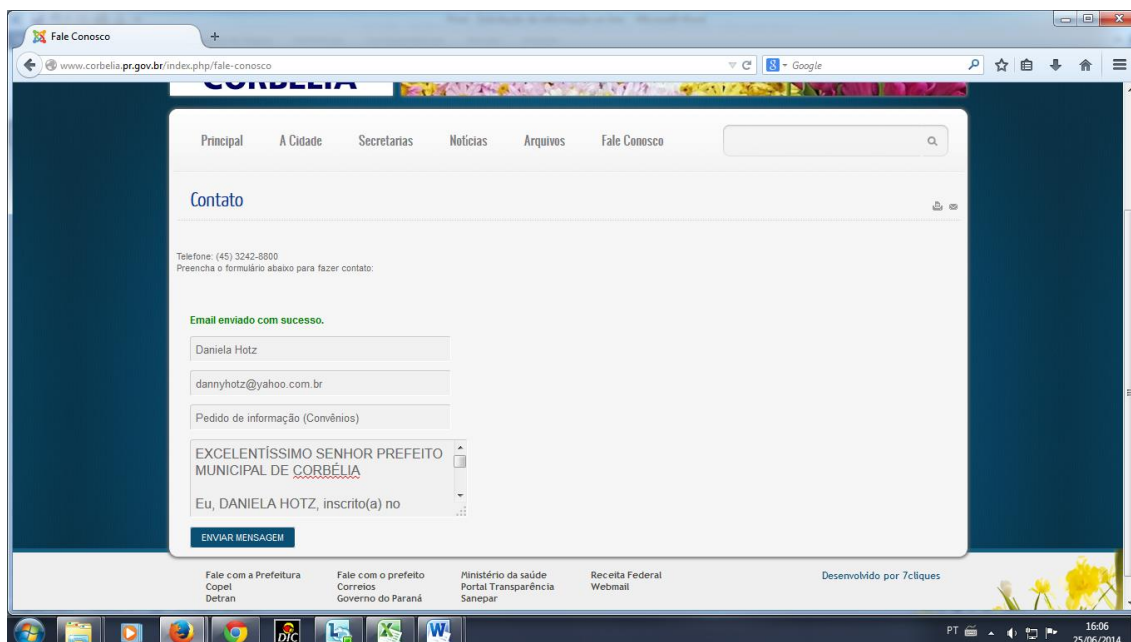 Fale Conosco
www.corbelia.pr.gov.br/index.php/fale-conosco
Google
CORBÉLIA
Principal A Cidade Secretarias Notícias Arquivos Fale Conosco
Contato
Telefone: (45) 3242-8800
Preencha o formulário abaixo para fazer contato:
Email enviado com sucesso.
Daniela Hotz
dannyhotz@yahoo.com.br
Pedido de informação (Convênios)
EXCELENTÍSSIMO SENHOR PREFEITO
MUNICIPAL DE CORBÉLIA
Eu, DANIELA HOTZ, inscrito(a) no
ENVIAR MENSAGEM
Fale com a Prefeitura Fale com o prefeito Ministério da saúde Receita Federal Desenvolvido por 7cliques
Copel Correios Portal Transparência Webmail
Detran Governo do Paraná Sanepar
DIC
PT 16:06
25/06/2014